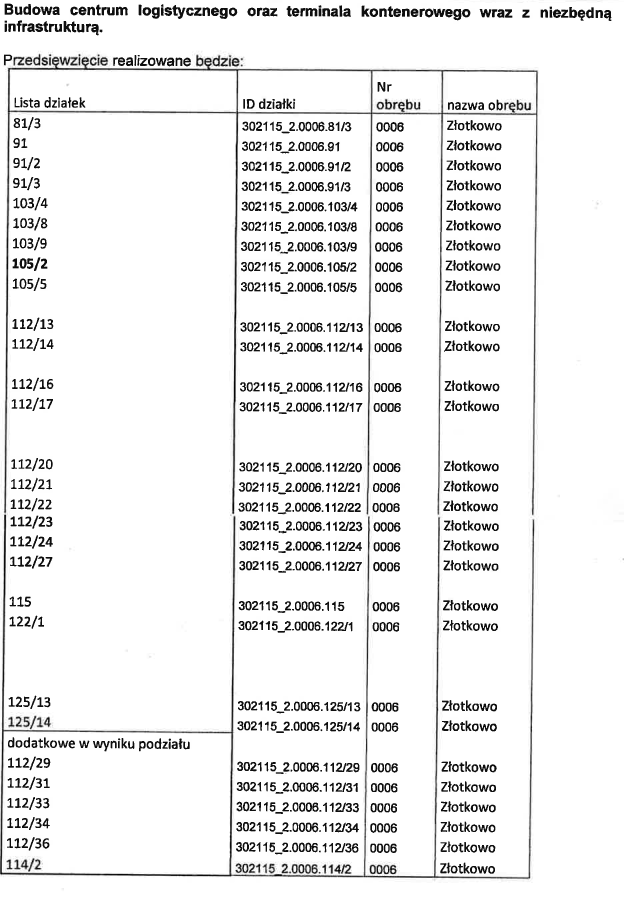 Budowa centrum logistycznego oraz terminala kontenerowego wraz z niezbędną
infrastrukturą.
Przedsięwzięcie realizowane będzie:
Lista działek ID działki Nr obrębu nazwa obrębu
81/3 302115_2.0006.81/3 0006 Złotkowo
91 302115_2.0006.91 0006 Złotkowo
91/2 302115_2.0006.91/2 0006 Złotkowo
91/3 302115_2.0006.91/3 0006 Złotkowo
103/4 302115_2.0006.103/4 0006 Złotkowo
103/8 302115_2.0006.103/8 0006 Złotkowo
103/9 302115_2.0006.103/9 0006 Złotkowo
105/2 302115_2.0006.105/2 0006 Złotkowo
105/5 302115_2.0006.105/5 0006 Złotkowo
112/13 302115_2.0006.112/13 0006 Złotkowo
112/14 302115_2.0006.112/14 0006 Złotkowo
112/16 302115_2.0006.112/16 0006 Złotkowo
112/17 302115_2.0006.112/17 0006 Złotkowo
112/20 302115_2.0006.112/20 0006 Złotkowo
112/21 302115_2.0006.112/21 0006 Złotkowo
112/22 302115_2.0006.112/22 0006 Złotkowo
112/23 302115_2.0006.112/23 0006 Złotkowo
112/24 302115_2.0006.112/24 0006 Złotkowo
112/27 302115_2.0006.112/27 0006 Złotkowo
115 302115_2.0006.115 0006 Złotkowo
122/1 302115_2.0006.122/1 0006 Złotkowo
125/13 302115_2.0006.125/13 0006 Złotkowo
125/14 302115_2.0006.125/14 0006 Złotkowo
dodatkowe w wyniku podziału
112/29 302115_2.0006.112/29 0006 Złotkowo
112/31 302115_2.0006.112/31 0006 Złotkowo
112/33 302115_2.0006.112/33 0006 Złotkowo
112/34 302115_2.0006.112/34 0006 Złotkowo
112/36 302115_2.0006.112/36 0006 Złotkowo
114/2 302115_2.0006.114/2 0006 Złotkowo